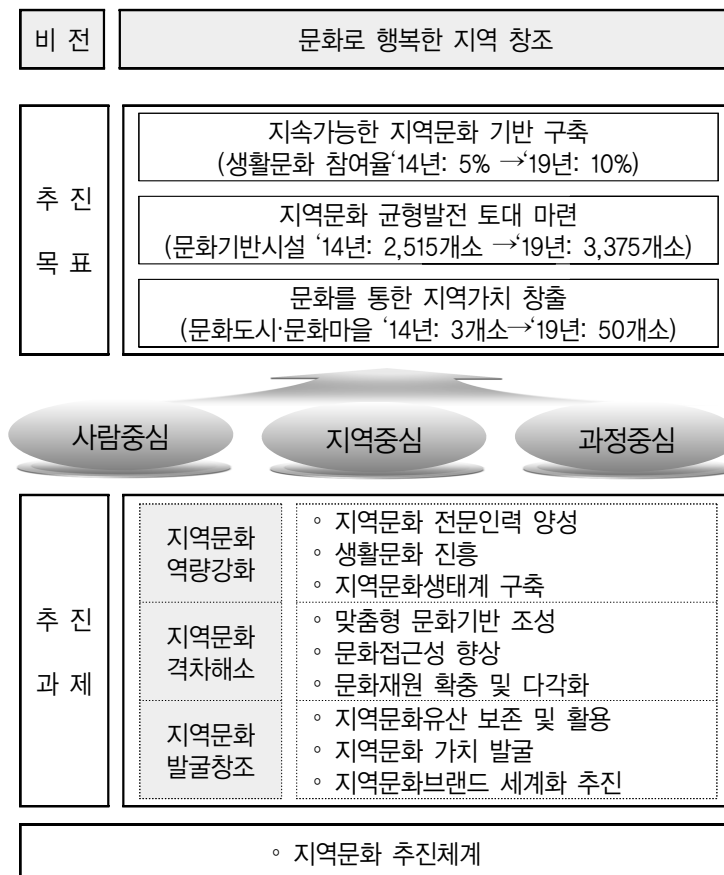 비 전
문화로 행복한 지역 창조
추 진
목 표
지속가능한 지역문화 기반 구축
(생활문화 참여율‘14년: 5% →‘19년: 10%)
지역문화 균형발전 토대 마련
(문화기반시설 ‘14년: 2,515개소 →‘19년: 3,375개소)
문화를 통한 지역가치 창출
(문화도시·문화마을 ‘14년: 3개소→‘19년: 50개소)
사람중심
지역중심
과정중심
추 진
과 제
지역문화
역량강화
◦ 지역문화 전문인력 양성
◦ 생활문화 진흥
◦ 지역문화생태계 구축
지역문화
격차해소
◦ 맞춤형 문화기반 조성
◦ 문화접근성 향상
◦ 문화재원 확충 및 다각화
지역문화
발굴창조
◦ 지역문화유산 보존 및 활용
◦ 지역문화 가치 발굴
◦ 지역문화브랜드 세계화 추진
◦ 지역문화 추진체계